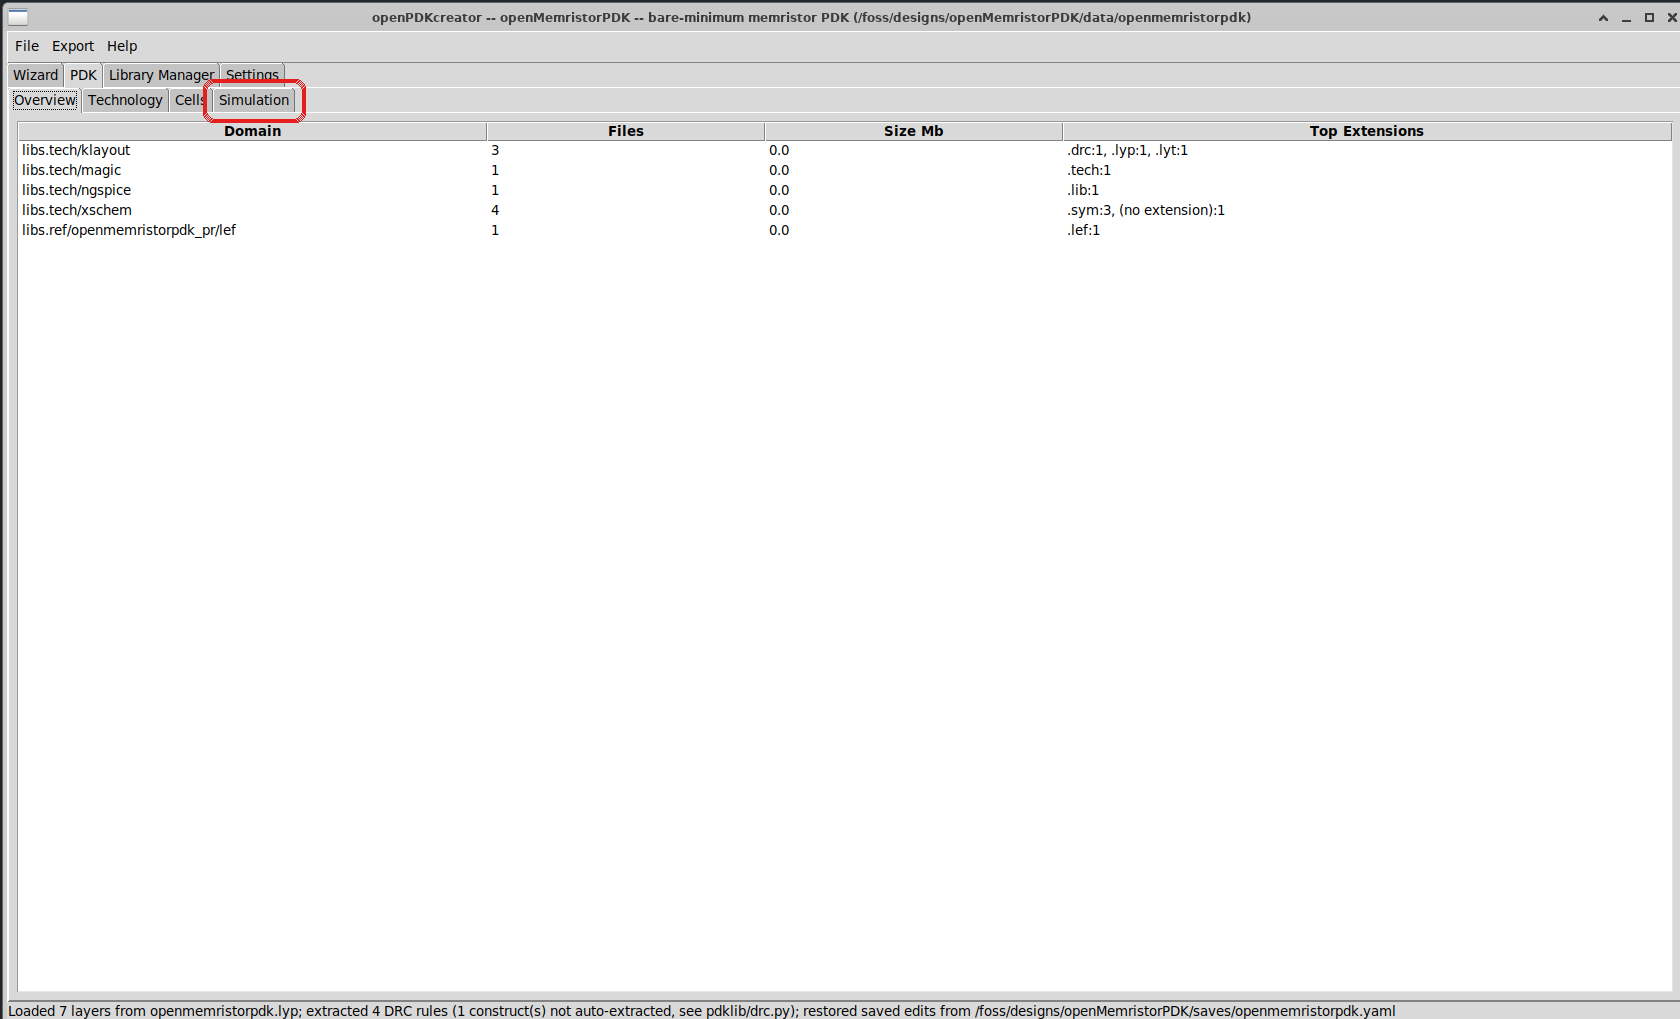 openPDKcreator -- openMemristorPDK -- bare-minimum memristor PDK (/foss/designs/openMemristorPDK/data/openmemristorpdk)
File Export Help
Wizard PDK Library Manager Settings
Overview Technology Cells Simulation
Domain Files Size Mb Top Extensions
libs.tech/klayout 3 0.0 .drc:1, .lyp:1, .lyt:1
libs.tech/magic 1 0.0 .tech:1
libs.tech/ngspice 1 0.0 .lib:1
libs.tech/xschem 4 0.0 .sym:3, (no extension):1
libs.ref/openmemristorpdk_pr/lef 1 0.0 .lef:1
Loaded 7 layers from openmemristorpdk.lyp; extracted 4 DRC rules (1 construct(s) not auto-extracted, see pdklib/drc.py); restored saved edits from /foss/designs/openMemristorPDK/saves/openmemristorpdk.yaml